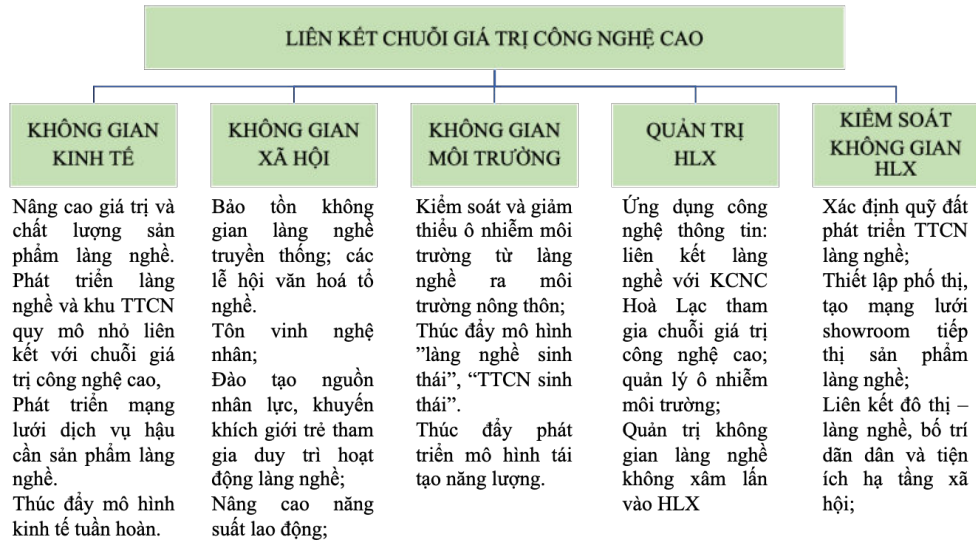 LIÊN KẾT CHUỖI GIÁ TRỊ CÔNG NGHỆ CAO
KHÔNG GIAN
KINH TẾ
Nâng cao giá trị và
chất lượng sản
phẩm làng nghề.
Phát triển làng
nghề và khu TTCN
quy mô nhỏ liên
kết với chuỗi giá
trị công nghệ cao,
Phát triển mạng
lưới dịch vụ hậu
cần sản phẩm làng
nghề.
Thúc đẩy mô hình
kinh tế tuần hoàn.
KHÔNG GIAN
XÃ HỘI
Bảo tồn không
gian làng nghề
truyền thống; các
lễ hội văn hoá tổ
nghề.
Tôn vinh nghệ
nhân;
Đào tạo nguồn
nhân lực, khuyến
khích giới trẻ tham
gia duy trì hoạt
động làng nghề;
Nâng cao năng
suất lao động;
KHÔNG GIAN
MÔI TRƯỜNG
Kiểm soát và giảm
thiểu ô nhiễm môi
trường từ làng
nghề ra môi
trường nông thôn;
Thúc đẩy mô hình
”làng nghề sinh
thái”, “TTCN sinh
thái”.
Thúc đẩy phát
triển mô hình tái
tạo năng lượng.
QUẢN TRỊ
HLX
Ứng dụng công
nghệ thông tin:
liên kết làng
nghề với KCNC
Hoà Lạc tham
gia chuỗi giá trị
công nghệ cao;
quản lý ô nhiễm
môi trường;
Quản trị không
gian làng nghề
không xâm lấn
vào HLX
KIỂM SOÁT
KHÔNG GIAN
HLX
Xác định quỹ đất
phát triển TTCN
làng nghề;
Thiết lập phố thị,
tạo mạng lưới
showroom tiếp
thị sản phẩm
làng nghề;
Liên kết đô thị –
làng nghề, bố trí
dãn dân và tiện
ích hạ tầng xã
hội;